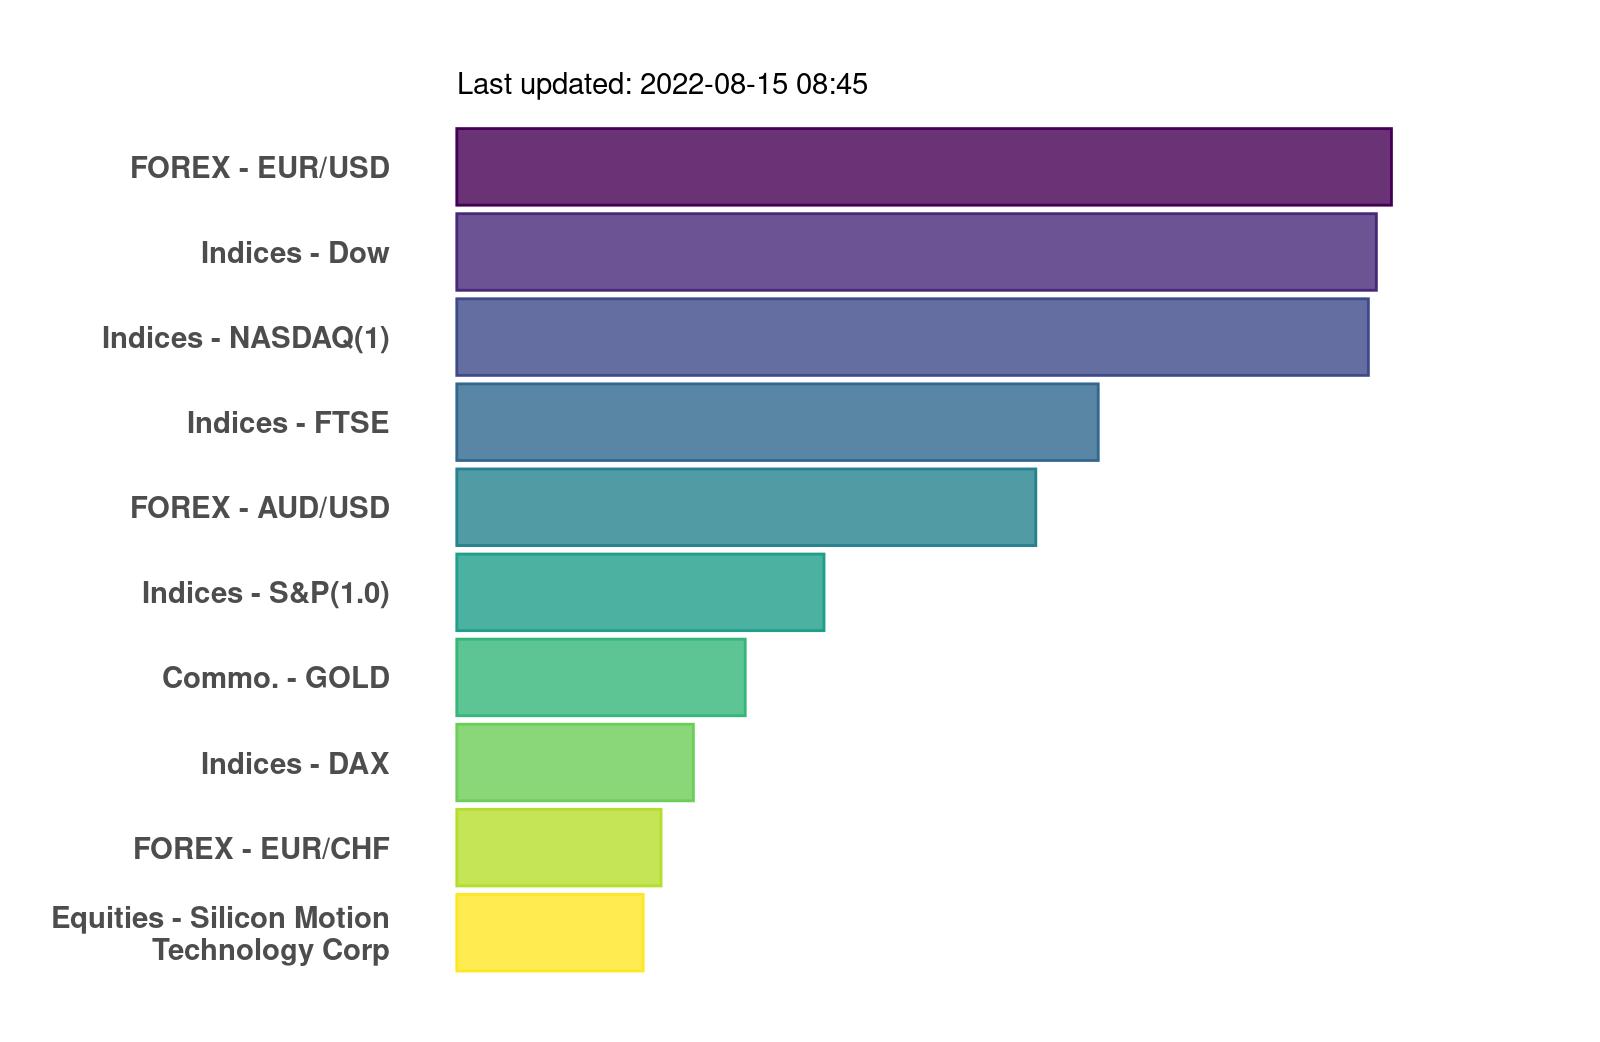 Last updated: 2022-08-15 08:45
FOREX - EUR/USD
Indices - Dow
Indices - NASDAQ(1)
Indices - FTSE
FOREX - AUD/USD
Indices - S&P(1.0)
Commo. - GOLD
Indices - DAX
FOREX - EUR/CHF
Equities - Silicon Motion
Technology Corp